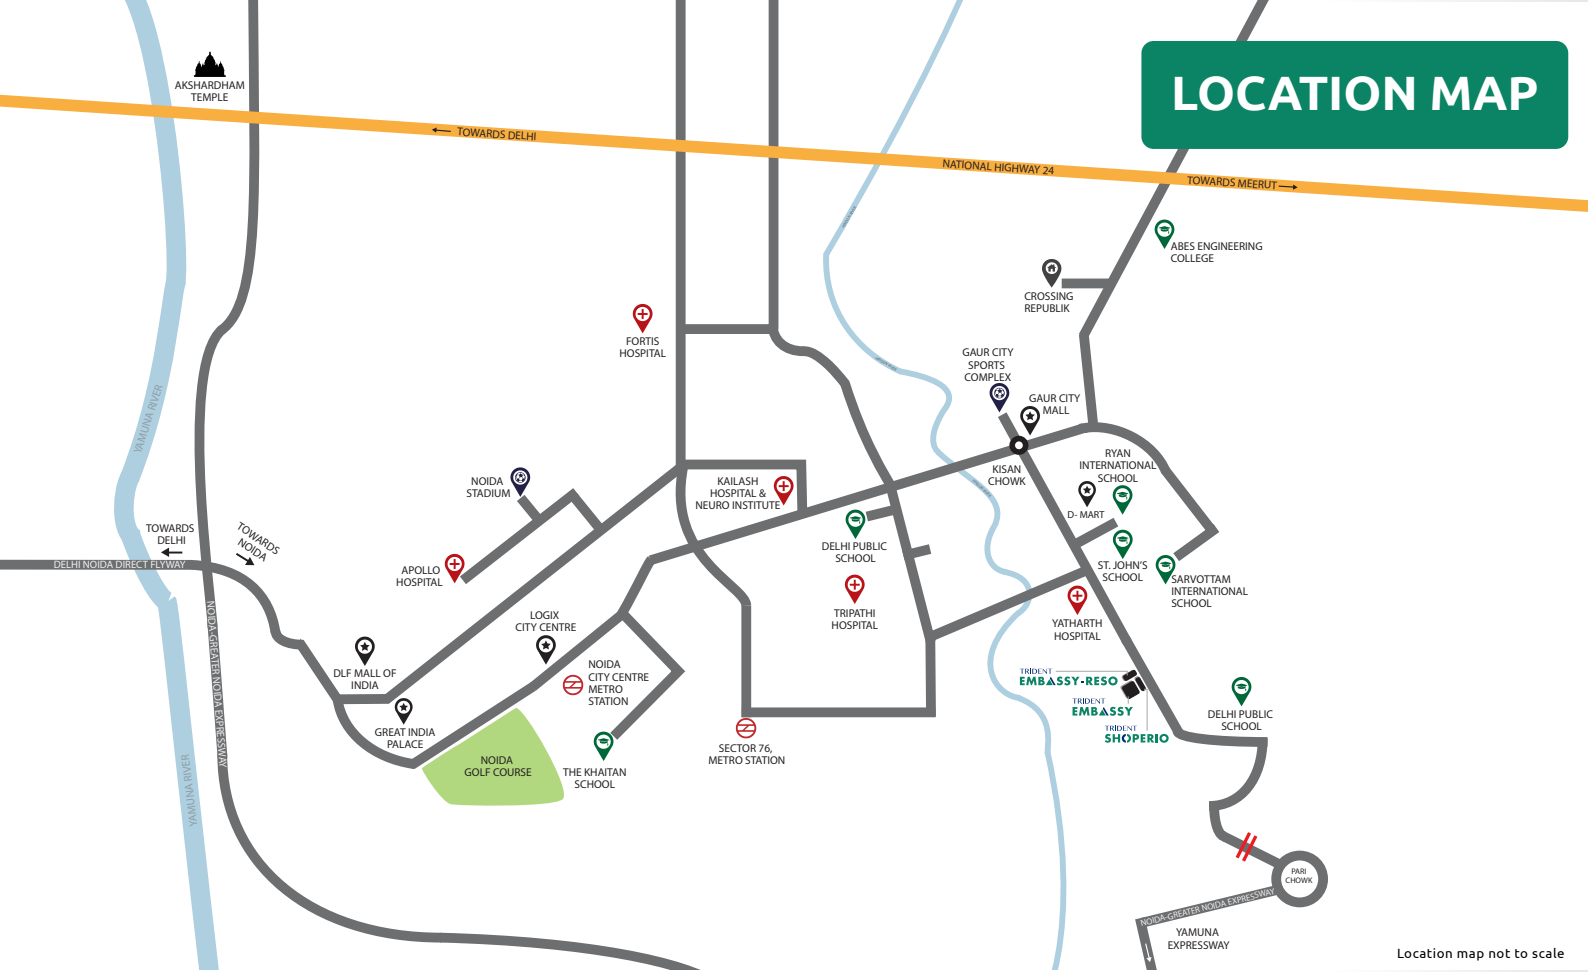 LOCATION MAP
AKSHARDHAM
TEMPLE
TOWARDS DELHI
NATIONAL HIGHWAY 24
TOWARDS MEERUT
ABES ENGINEERING
COLLEGE
CROSSING
REPUBLIK
FORTIS
HOSPITAL
GAUR CITY
SPORTS
COMPLEX
GAUR CITY
MALL
YAMUNA RIVER
KISAN
CHOWK
RYAN
INTERNATIONAL
SCHOOL
NOIDA
STADIUM
KAILASH
HOSPITAL &
NEURO INSTITUTE
D- MART
TOWARDS
DELHI
TOWARDS
NOIDA
DELHI NOIDA DIRECT FLYWAY
DELHI PUBLIC
SCHOOL
APOLLO
HOSPITAL
ST. JOHN'S
SCHOOL
SARVOTTAM
INTERNATIONAL
SCHOOL
TRIPATHI
HOSPITAL
YATHARTH
HOSPITAL
LOGIX
CITY CENTRE
NOIDA-GREATER NOIDA EXPRESSWAY
DLF MALL OF
INDIA
NOIDA
CITY CENTRE
METRO
STATION
TRIDENT
EMBASSY-RESO
TRIDENT
EMBASSY
TRIDENT
SHOPERIO
DELHI PUBLIC
SCHOOL
GREAT INDIA
PALACE
SECTOR 76,
METRO STATION
NOIDA
GOLF COURSE
THE KHAITAN
SCHOOL
YAMUNA RIVER
PARI
CHOWK
NOIDA-GREATER NOIDA EXPRESSWAY
YAMUNA
EXPRESSWAY
Location map not to scale